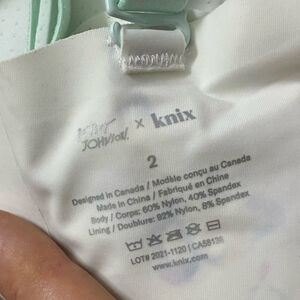 Betsey
JOHNSON. x knix
2
Designed in Canada / Modèle conçu au Canada
Made in China / Fabriqué en Chine
Body / Corps: 60% Nylon, 40% Spandex
Lining / Doublure: 92% Nylon, 8% Spandex
LOT# 2021-1120 | CA58136
www.knix.com